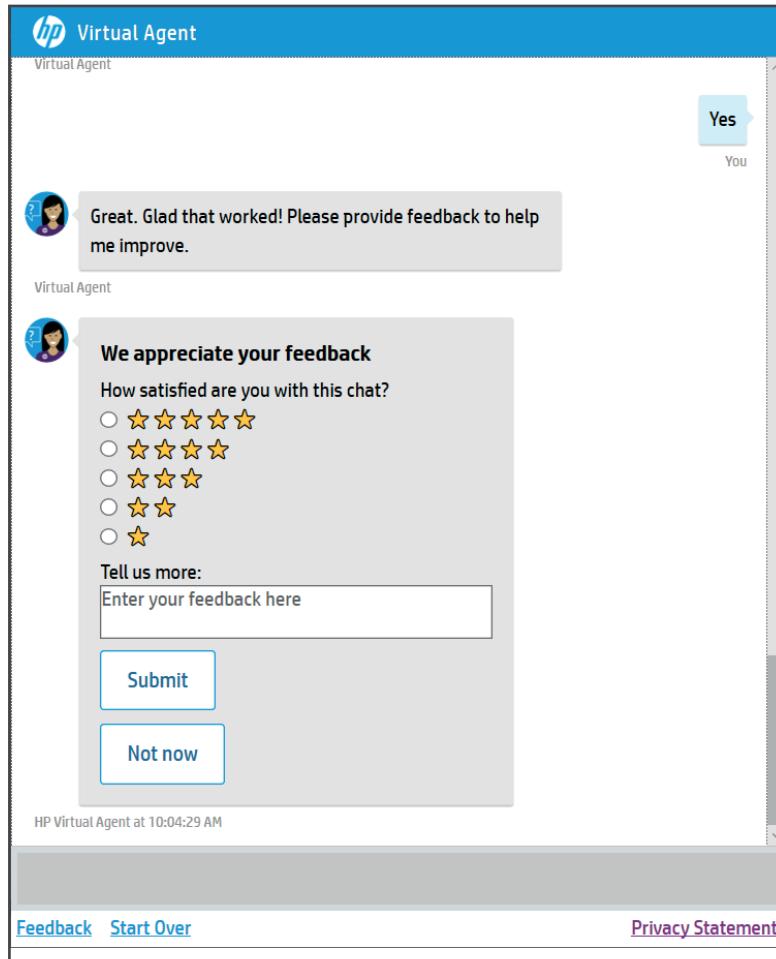 hp Virtual Agent
Virtual Agent
Yes
You
Great. Glad that worked! Please provide feedback to help
me improve.
Virtual Agent
We appreciate your feedback
How satisfied are you with this chat?
Tell us more:
Enter your feedback here
Submit
Not now
HP Virtual Agent at 10:04:29 AM
Feedback Start Over Privacy Statement